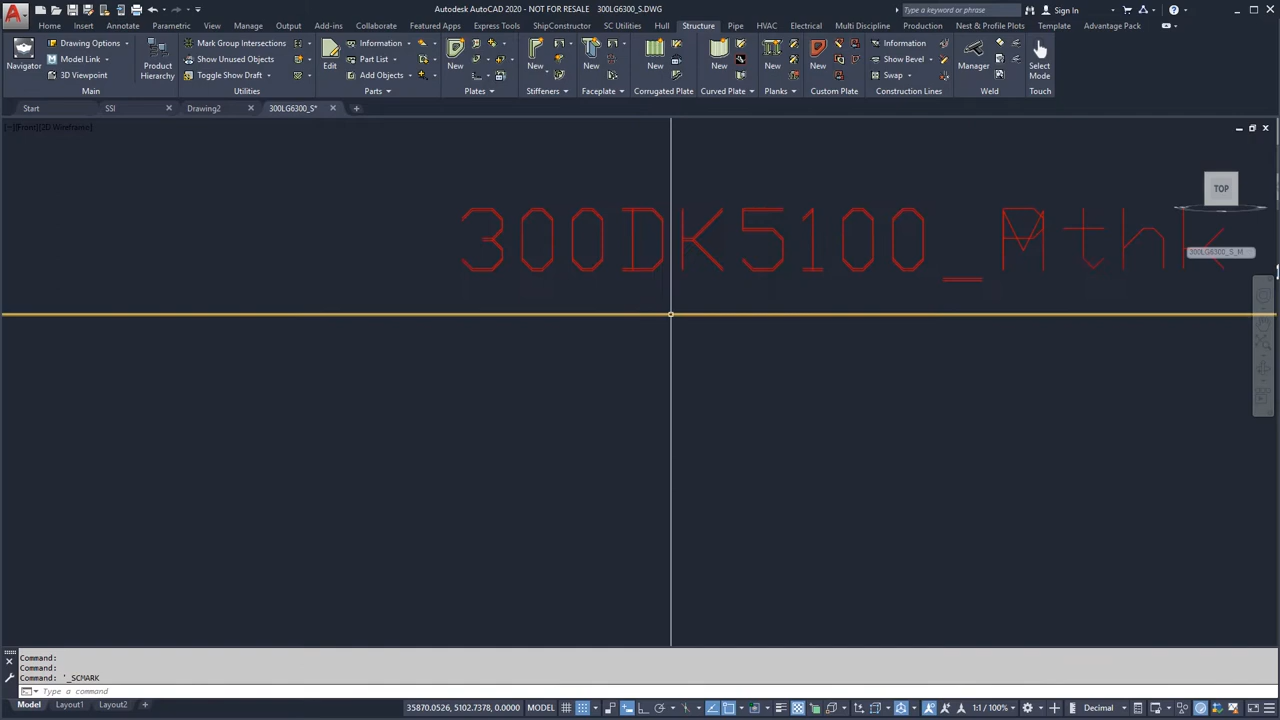 Autodesk AutoCAD 2020 - NOT FOR RESALE 300LG6300_S.DWG
Type a keyword or phrase
Sign In
Home Insert Annotate Parametric View Manage Output Add-ins Collaborate Express Tools Featured Apps ShipConstructor SC Utilities Hull Structure Pipe HVAC Electrical Multi Discipline Production Nest & Profile Plots Template Advantage Pack
Navigator
Drawing Options
Model Link
3D Viewpoint
Main
Product Hierarchy
Mark Group Intersections
Show Unused Objects
Toggle Show Draft
Utilities
Edit
Information
Part List
Add Objects
Parts
New
Plates
New
Stiffeners
New
Faceplate
New
Corrugated Plate
New
Curved Plate
New
Planks
New
Custom Plate
Information
Show Bevel
Swap
Construction Lines
Manager
Weld
Select Mode
Touch
Start SSI Drawing2 300LG6300_S*
[−][Front][2D Wireframe]
300DK5100_Mthk
TOP
300LG6300_S_M
Command:
Command:
Command: '_SCMARK
Type a command
Model Layout1 Layout2
35870.0526, 5102.7378, 0.0000 MODEL 1:1 / 100% Decimal